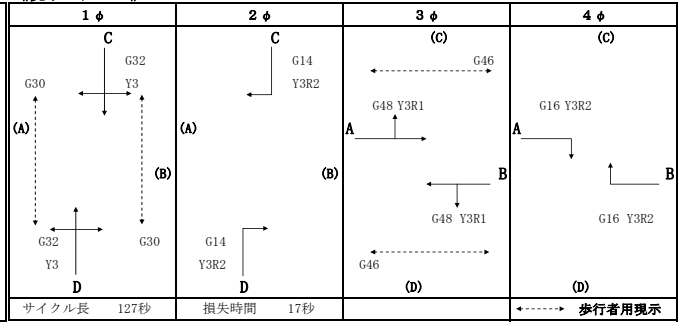 1φ 2φ 3φ 4φ
C
G32
Y3
G30
(A)
(B)
G32
Y3
G30
D
C
G14
Y3R2
(A)
(B)
G14
Y3R2
D
(C)
G46
G48 Y3R1
A
B
G48 Y3R1
G46
(D)
(C)
G16 Y3R2
A
B
G16 Y3R2
(D)
サイクル長 127秒 損失時間 17秒 歩行者用現示